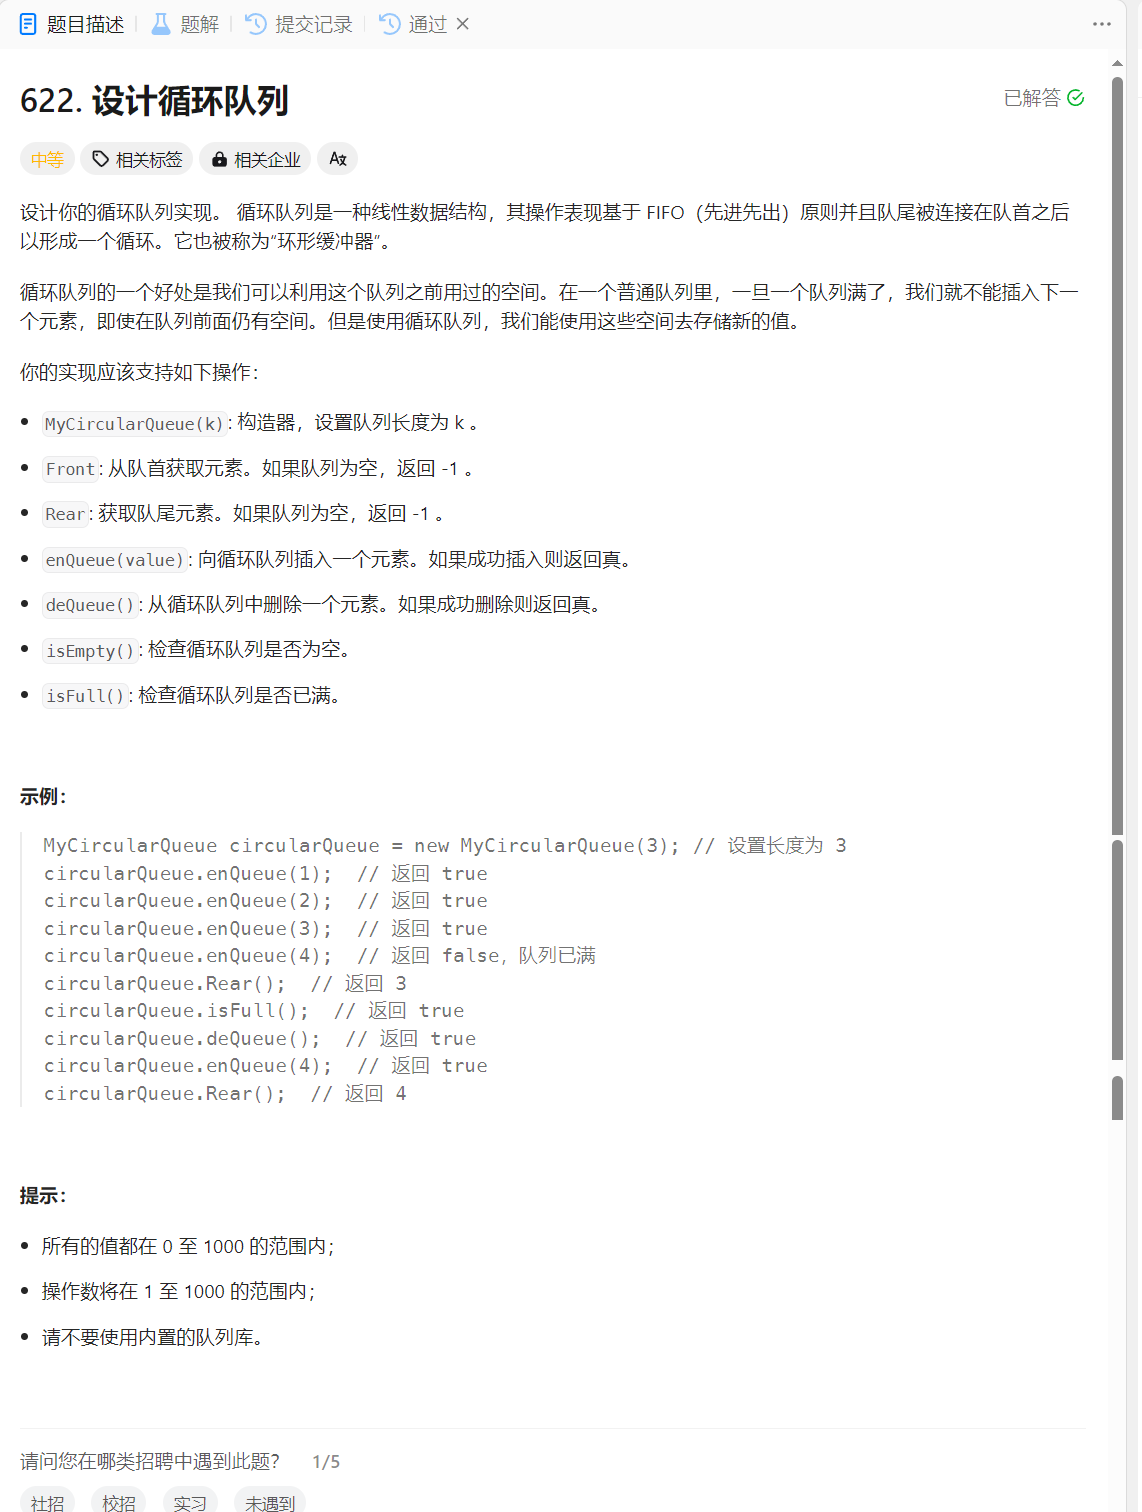 题目描述 题解 提交记录 通过
622. 设计循环队列 已解答
中等 相关标签 相关企业
设计你的循环队列实现。 循环队列是一种线性数据结构，其操作表现基于 FIFO（先进先出）原则并且队尾被连接在队首之后
以形成一个循环。它也被称为“环形缓冲器”。
循环队列的一个好处是我们可以利用这个队列之前用过的空间。在一个普通队列里，一旦一个队列满了，我们就不能插入下一
个元素，即使在队列前面仍有空间。但是使用循环队列，我们能使用这些空间去存储新的值。
你的实现应该支持如下操作：
MyCircularQueue(k): 构造器，设置队列长度为 k 。
Front: 从队首获取元素。如果队列为空，返回 -1 。
Rear: 获取队尾元素。如果队列为空，返回 -1 。
enQueue(value): 向循环队列插入一个元素。如果成功插入则返回真。
deQueue(): 从循环队列中删除一个元素。如果成功删除则返回真。
isEmpty(): 检查循环队列是否为空。
isFull(): 检查循环队列是否已满。
示例：
MyCircularQueue circularQueue = new MyCircularQueue(3); // 设置长度为 3
circularQueue.enQueue(1);  // 返回 true
circularQueue.enQueue(2);  // 返回 true
circularQueue.enQueue(3);  // 返回 true
circularQueue.enQueue(4);  // 返回 false，队列已满
circularQueue.Rear();  // 返回 3
circularQueue.isFull();  // 返回 true
circularQueue.deQueue();  // 返回 true
circularQueue.enQueue(4);  // 返回 true
circularQueue.Rear();  // 返回 4
提示：
所有的值都在 0 至 1000 的范围内；
操作数将在 1 至 1000 的范围内；
请不要使用内置的队列库。
请问您在哪类招聘中遇到此题？ 1/5
社招 校招 实习 未遇到